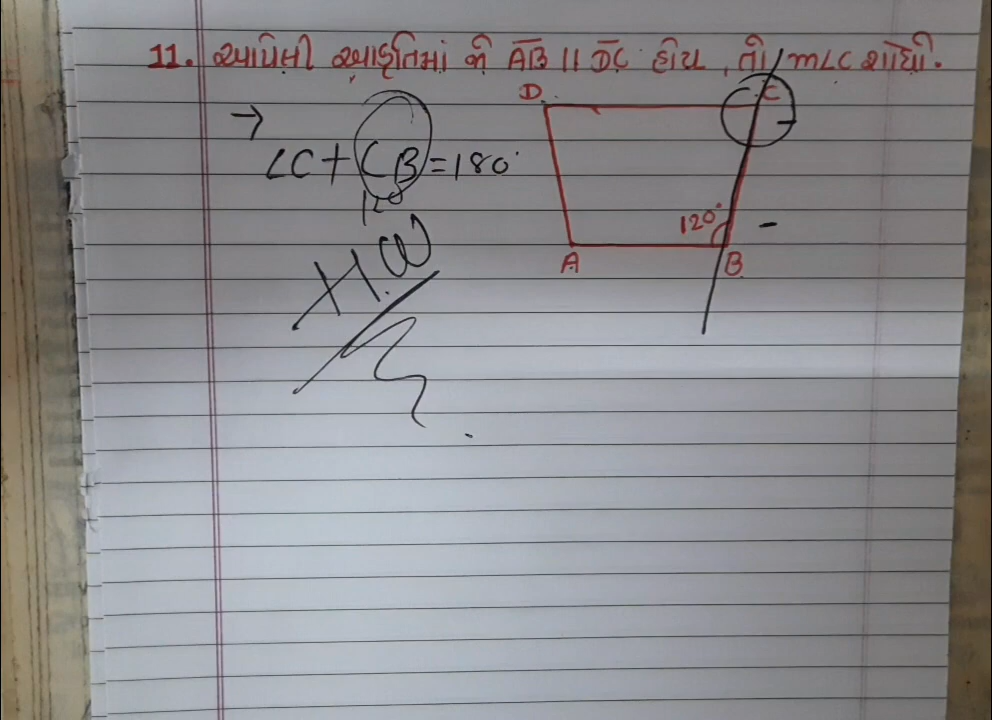 11. આપેલી આકૃતિમાં જો AB || DC હોય, તો m∠C શોધો.
D C
→
∠C + ∠B = 180°
120
120°
A B
H.W